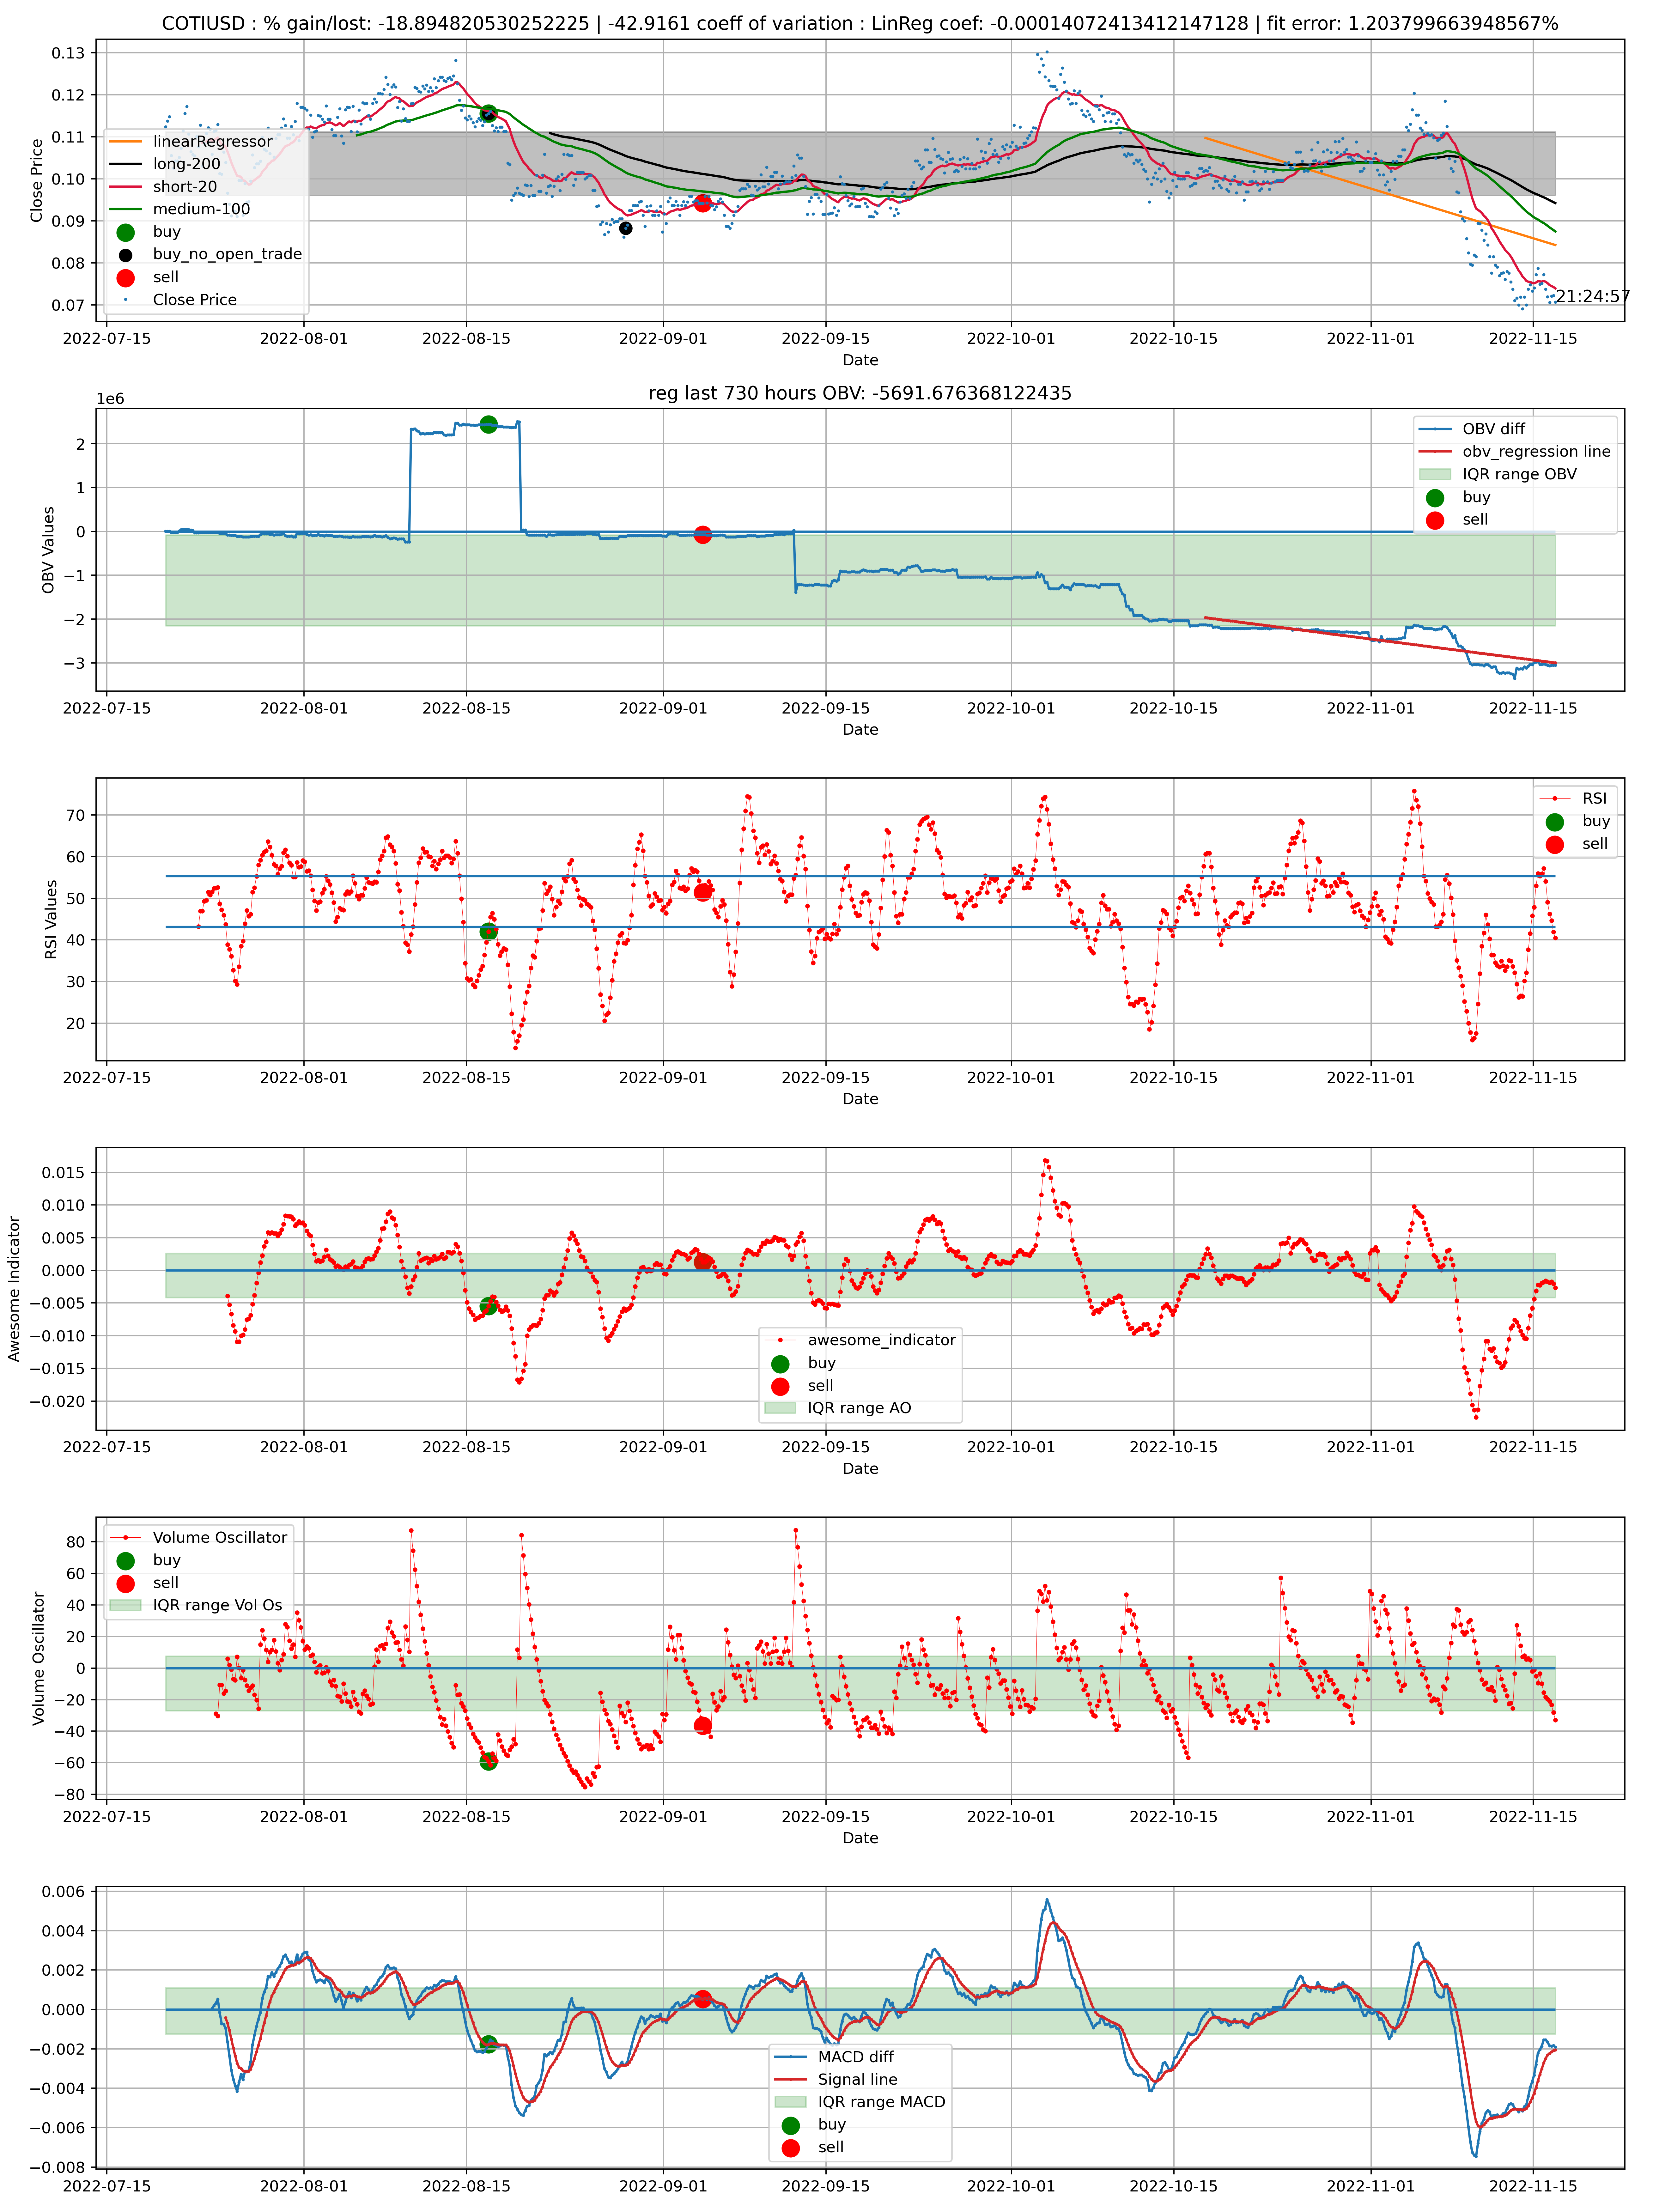 COTIUSD : % gain/lost: -18.894820530252225 | -42.9161 coeff of variation : LinReg coef: -0.00014072413412147128 | fit error: 1.203799663948567%
0.13
0.12
0.11
0.10
0.09
0.08
0.07
Close Price
linearRegressor
long-200
short-20
medium-100
buy
buy_no_open_trade
sell
Close Price
21:24:57
2022-07-15 2022-08-01 2022-08-15 2022-09-01 2022-09-15 2022-10-01 2022-10-15 2022-11-01 2022-11-15
Date
reg last 730 hours OBV: -5691.676368122435
1e6
2
1
0
−1
−2
−3
OBV Values
OBV diff
obv_regression line
IQR range OBV
buy
sell
2022-07-15 2022-08-01 2022-08-15 2022-09-01 2022-09-15 2022-10-01 2022-10-15 2022-11-01 2022-11-15
Date
70
60
50
40
30
20
RSI Values
RSI
buy
sell
2022-07-15 2022-08-01 2022-08-15 2022-09-01 2022-09-15 2022-10-01 2022-10-15 2022-11-01 2022-11-15
Date
0.015
0.010
0.005
0.000
−0.005
−0.010
−0.015
−0.020
Awesome Indicator
awesome_indicator
buy
sell
IQR range AO
2022-07-15 2022-08-01 2022-08-15 2022-09-01 2022-09-15 2022-10-01 2022-10-15 2022-11-01 2022-11-15
Date
80
60
40
20
0
−20
−40
−60
−80
Volume Oscillator
Volume Oscillator
buy
sell
IQR range Vol Os
2022-07-15 2022-08-01 2022-08-15 2022-09-01 2022-09-15 2022-10-01 2022-10-15 2022-11-01 2022-11-15
Date
0.006
0.004
0.002
0.000
−0.002
−0.004
−0.006
−0.008
MACD diff
Signal line
IQR range MACD
buy
sell
2022-07-15 2022-08-01 2022-08-15 2022-09-01 2022-09-15 2022-10-01 2022-10-15 2022-11-01 2022-11-15